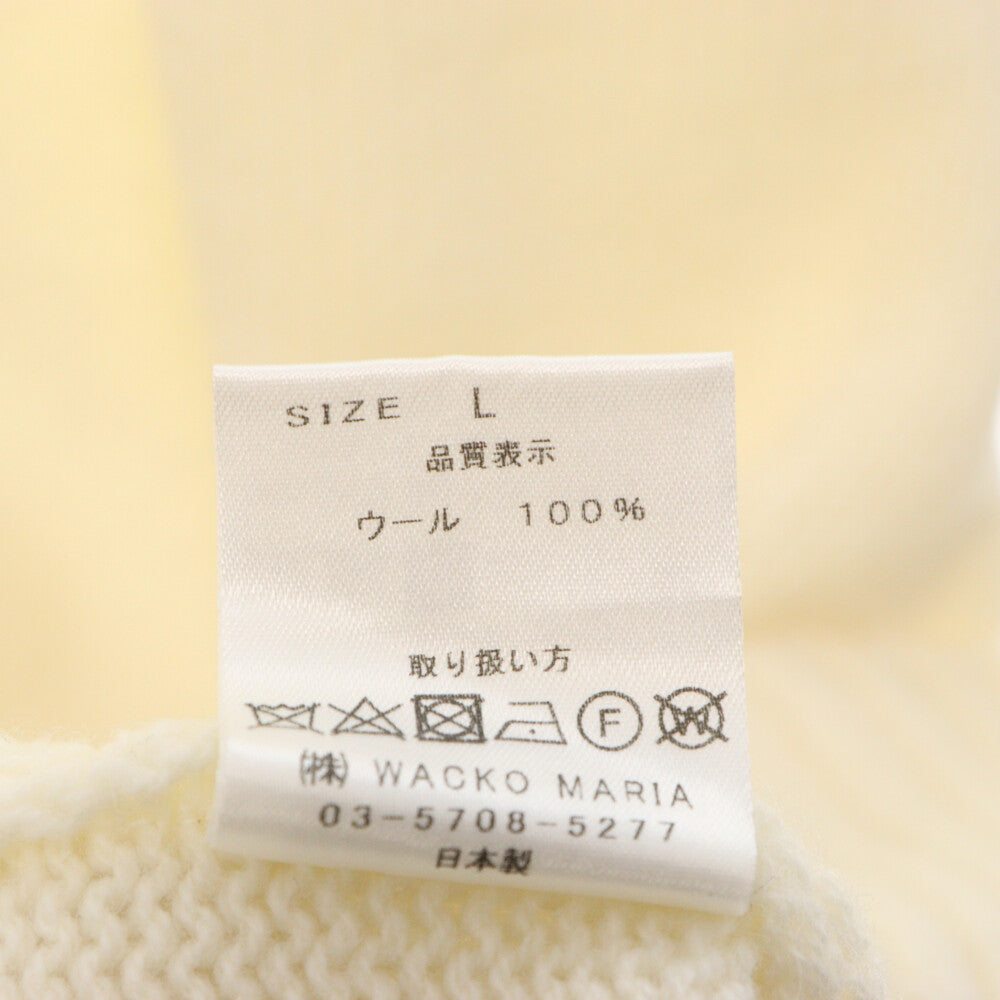 SIZE L
品質表示
ウール 100%
取り扱い方
F W
㈱ WACKO MARIA
03-5708-5277
日本製